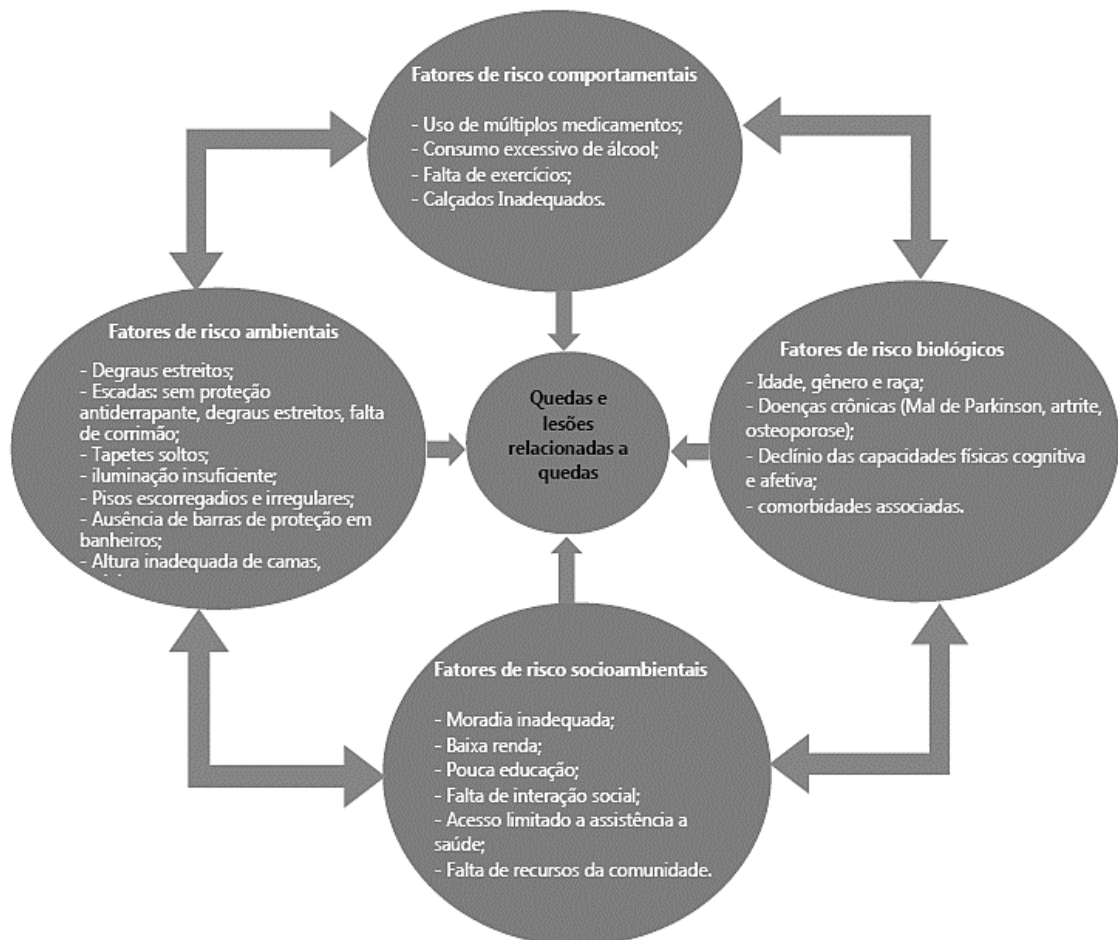 Fatores de risco comportamentais
- Uso de múltiplos medicamentos;
- Consumo excessivo de álcool;
- Falta de exercícios;
- Calçados Inadequados.
Fatores de risco ambientais
- Degraus estreitos;
- Escadas: sem proteção
antiderrapante, degraus estreitos, falta
de corrimão;
- Tapetes soltos;
- iluminação insuficiente;
- Pisos escorregadios e irregulares;
- Ausência de barras de proteção em
banheiros;
- Altura inadequada de camas,
Quedas e
lesões
relacionadas a
quedas
Fatores de risco biológicos
- Idade, gênero e raça;
- Doenças crônicas (Mal de Parkinson, artrite,
osteoporose);
- Declínio das capacidades físicas cognitiva
e afetiva;
- comorbidades associadas.
Fatores de risco socioambientais
- Moradia inadequada;
- Baixa renda;
- Pouca educação;
- Falta de interação social;
- Acesso limitado a assistência a
saúde;
- Falta de recursos da comunidade.